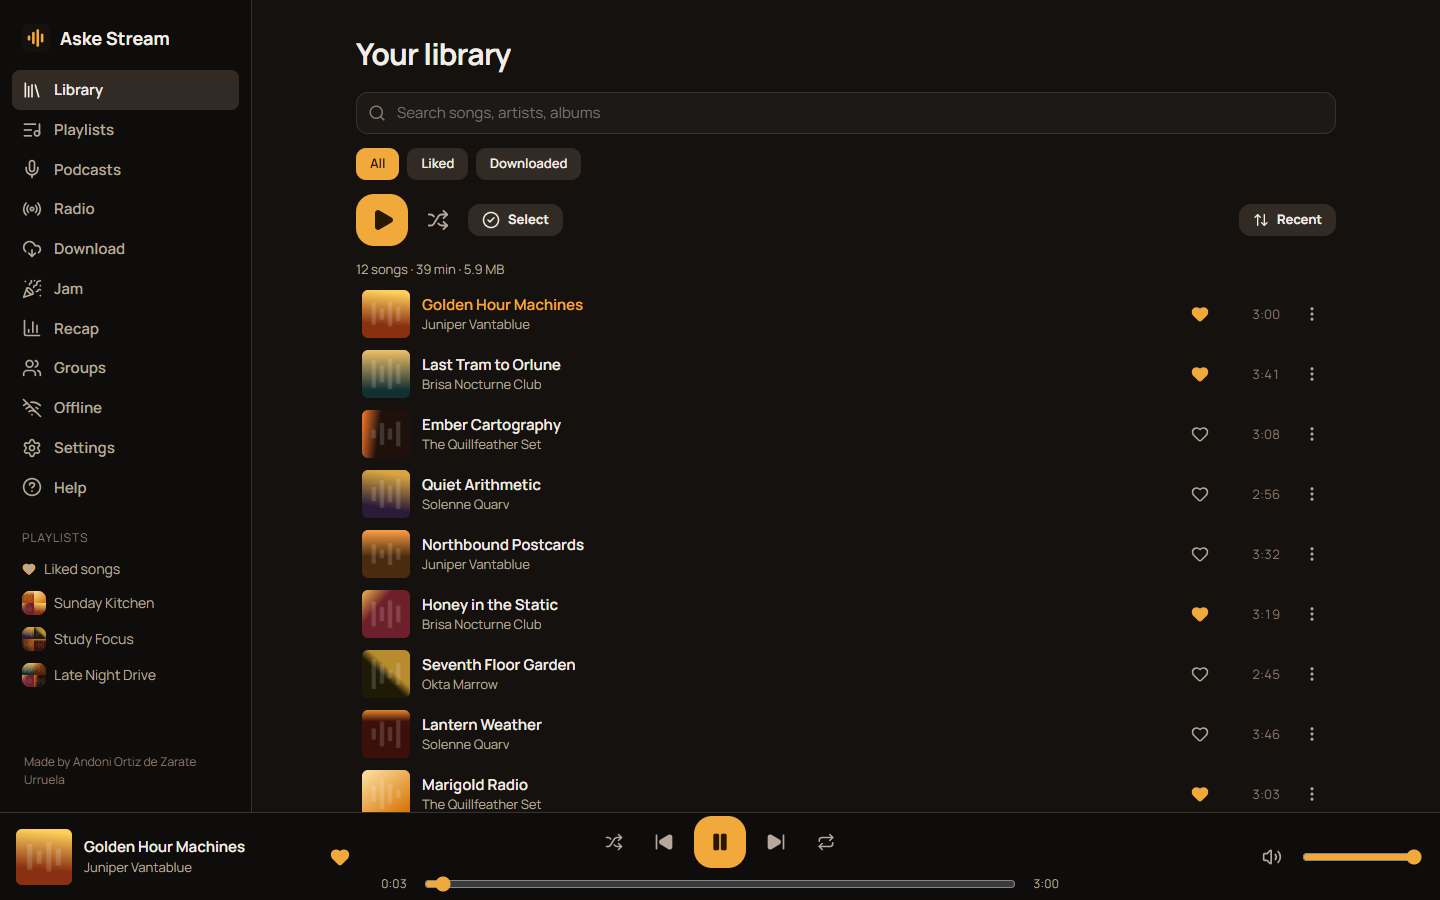 Aske Stream
Library
Playlists
Podcasts
Radio
Download
Jam
Recap
Groups
Offline
Settings
Help
PLAYLISTS
Liked songs
Sunday Kitchen
Study Focus
Late Night Drive
Made by Andoni Ortiz de Zarate
Urruela
Your library
Search songs, artists, albums
All Liked Downloaded
Select Recent
12 songs · 39 min · 5.9 MB
Golden Hour Machines
Juniper Vantablue
3:00
Last Tram to Orlune
Brisa Nocturne Club
3:41
Ember Cartography
The Quillfeather Set
3:08
Quiet Arithmetic
Solenne Quarv
2:56
Northbound Postcards
Juniper Vantablue
3:32
Honey in the Static
Brisa Nocturne Club
3:19
Seventh Floor Garden
Okta Marrow
2:45
Lantern Weather
Solenne Quarv
3:46
Marigold Radio
The Quillfeather Set
3:03
Golden Hour Machines
Juniper Vantablue
0:03 3:00